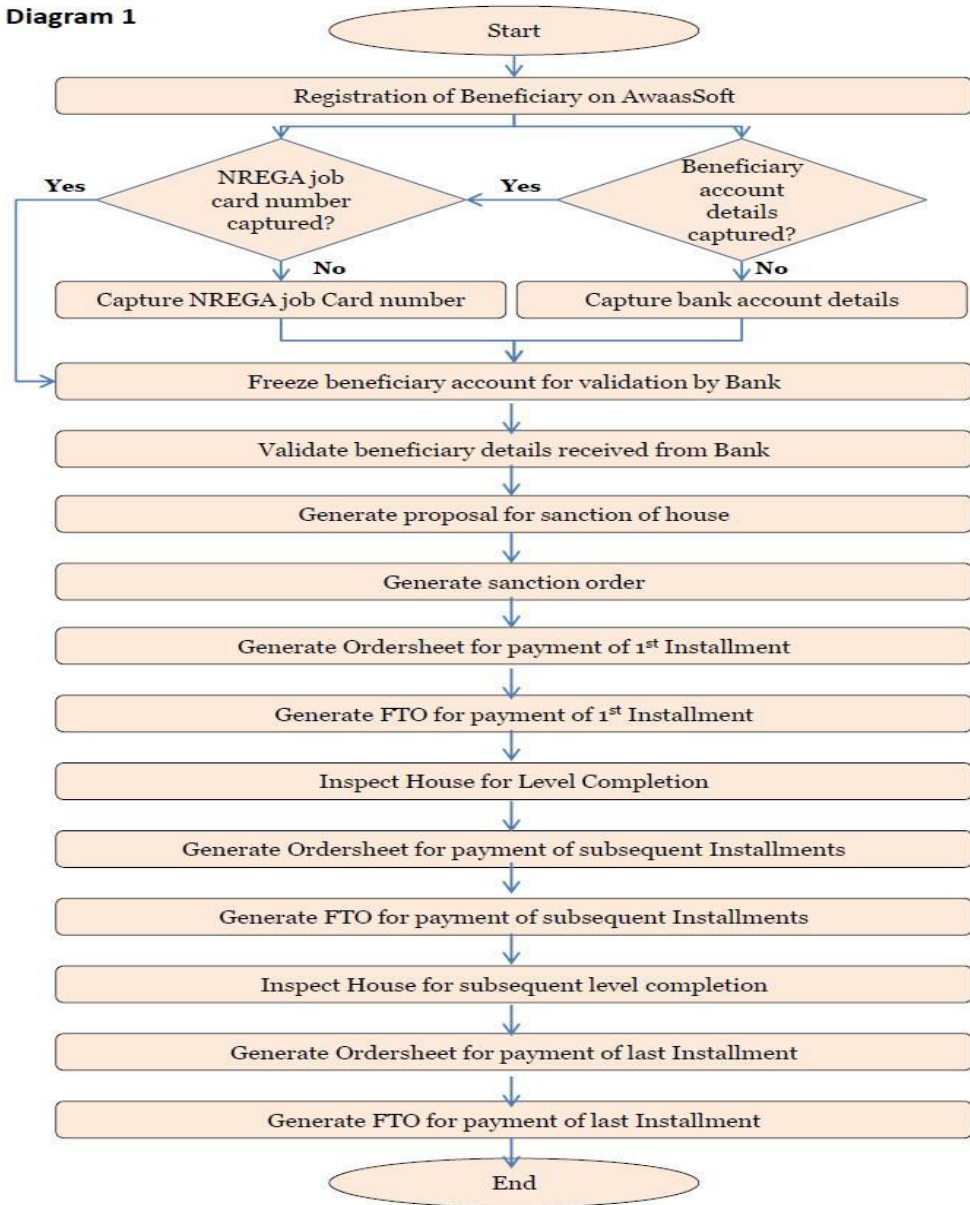 Diagram 1
Start
Registration of Beneficiary on AwaasSoft
Yes
NREGA job
card number
captured?
Yes
Beneficiary
account
details
captured?
No
No
Capture NREGA job Card number
Capture bank account details
Freeze beneficiary account for validation by Bank
Validate beneficiary details received from Bank
Generate proposal for sanction of house
Generate sanction order
Generate Ordersheet for payment of 1st Installment
Generate FTO for payment of 1st Installment
Inspect House for Level Completion
Generate Ordersheet for payment of subsequent Installments
Generate FTO for payment of subsequent Installments
Inspect House for subsequent level completion
Generate Ordersheet for payment of last Installment
Generate FTO for payment of last Installment
End